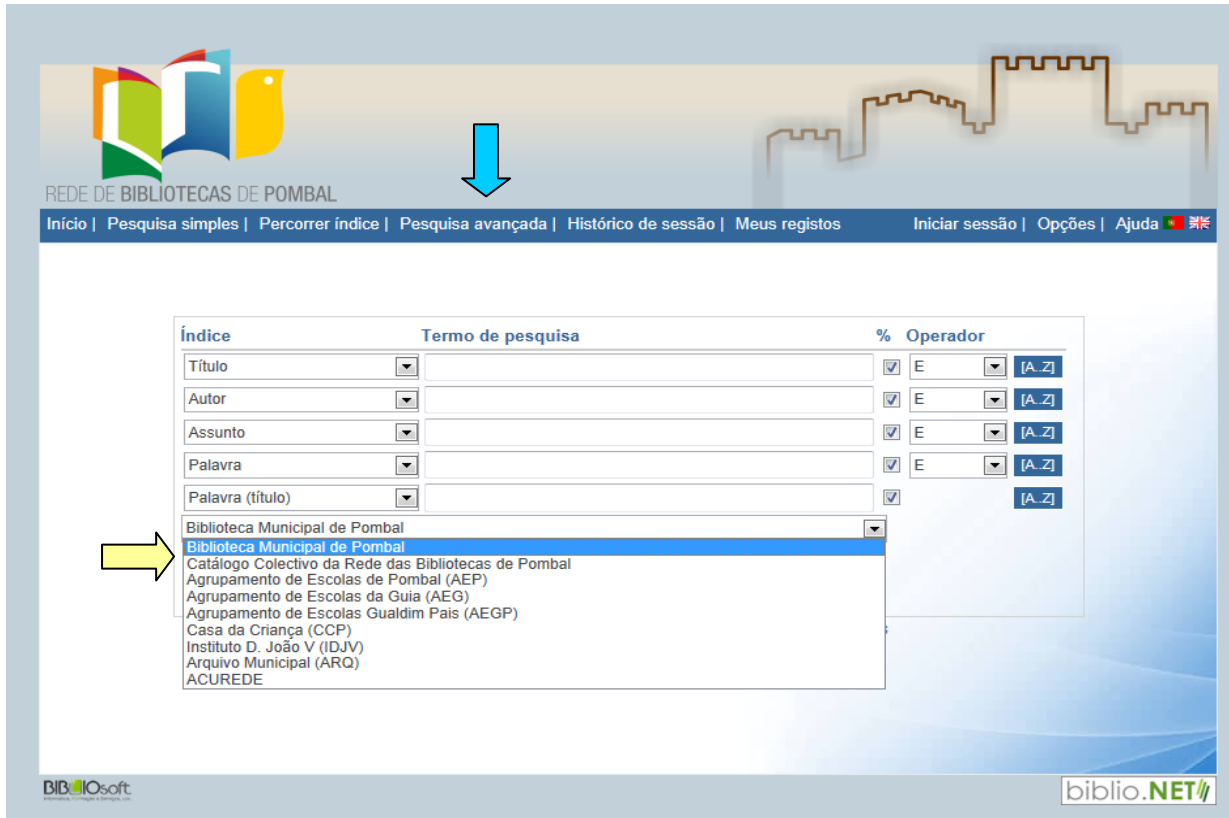 REDE DE BIBLIOTECAS DE POMBAL
Início | Pesquisa simples | Percorrer índice | Pesquisa avançada | Histórico de sessão | Meus registos Iniciar sessão | Opções | Ajuda
Índice Termo de pesquisa % Operador
Título E [A..Z]
Autor E [A..Z]
Assunto E [A..Z]
Palavra E [A..Z]
Palavra (título) [A..Z]
Biblioteca Municipal de Pombal
Biblioteca Municipal de Pombal
Catálogo Colectivo da Rede das Bibliotecas de Pombal
Agrupamento de Escolas de Pombal (AEP)
Agrupamento de Escolas da Guia (AEG)
Agrupamento de Escolas Gualdim Pais (AEGP)
Casa da Criança (CCP)
Instituto D. João V (IDJV)
Arquivo Municipal (ARQ)
ACUREDE
BIBLIOsoft
biblio.NET